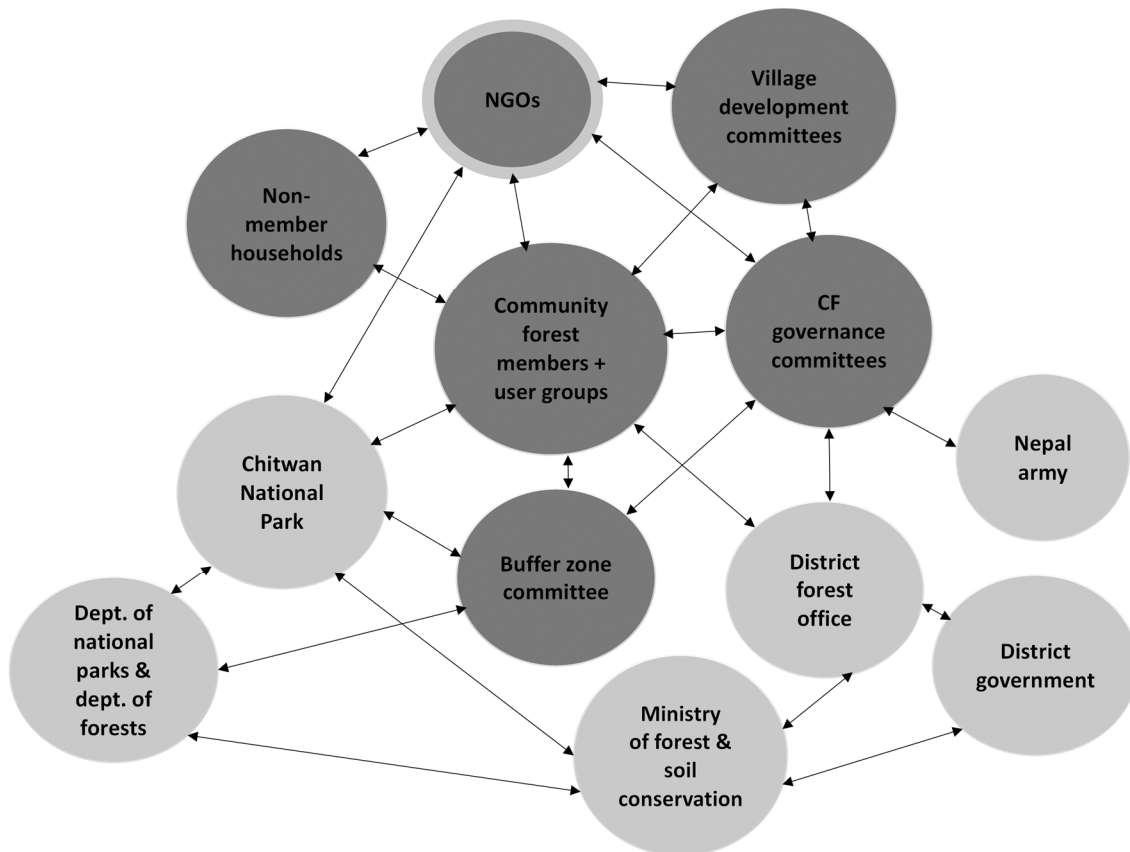 NGOs
Village
development
committees
Non-
member
households
Community
forest
members +
user groups
CF
governance
committees
Nepal
army
Chitwan
National
Park
Buffer zone
committee
District
forest
office
Dept. of
national
parks &
dept. of
forests
District
government
Ministry
of forest &
soil
conservation